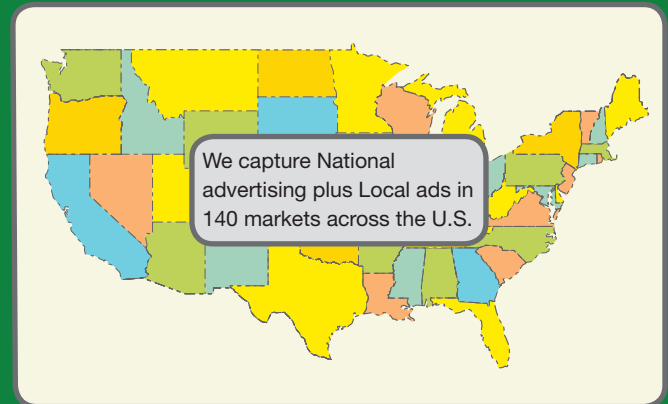 We capture National
advertising plus Local ads in
140 markets across the U.S.